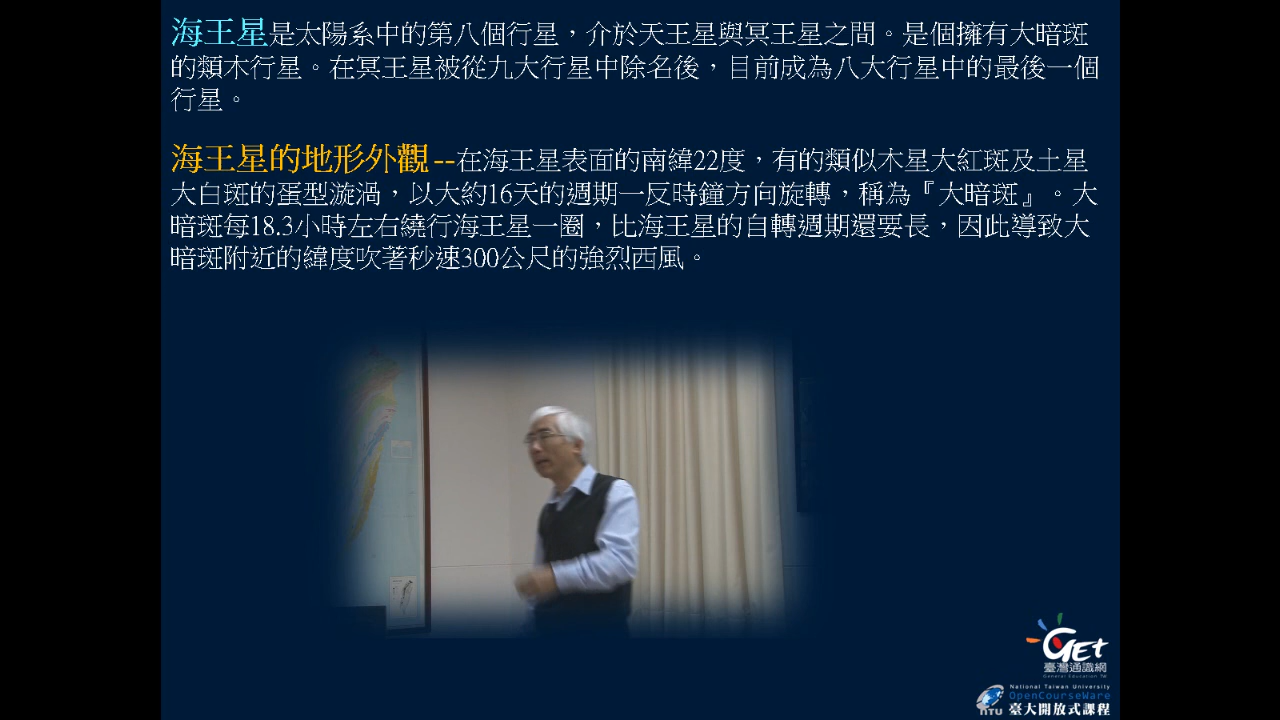 海王星是太陽系中的第八個行星，介於天王星與冥王星之間。是個擁有大暗斑
的類木行星。在冥王星被從九大行星中除名後，目前成為八大行星中的最後一個
行星。
海王星的地形外觀--在海王星表面的南緯22度，有的類似木星大紅斑及土星
大白斑的蛋型漩渦，以大約16天的週期一反時鐘方向旋轉，稱為『大暗斑』。大
暗斑每18.3小時左右繞行海王星一圈，比海王星的自轉週期還要長，因此導致大
暗斑附近的緯度吹著秒速300公尺的強烈西風。
GET
臺灣通識網
General Education TW
National Taiwan University
OpenCourseWare
NTU 臺大開放式課程